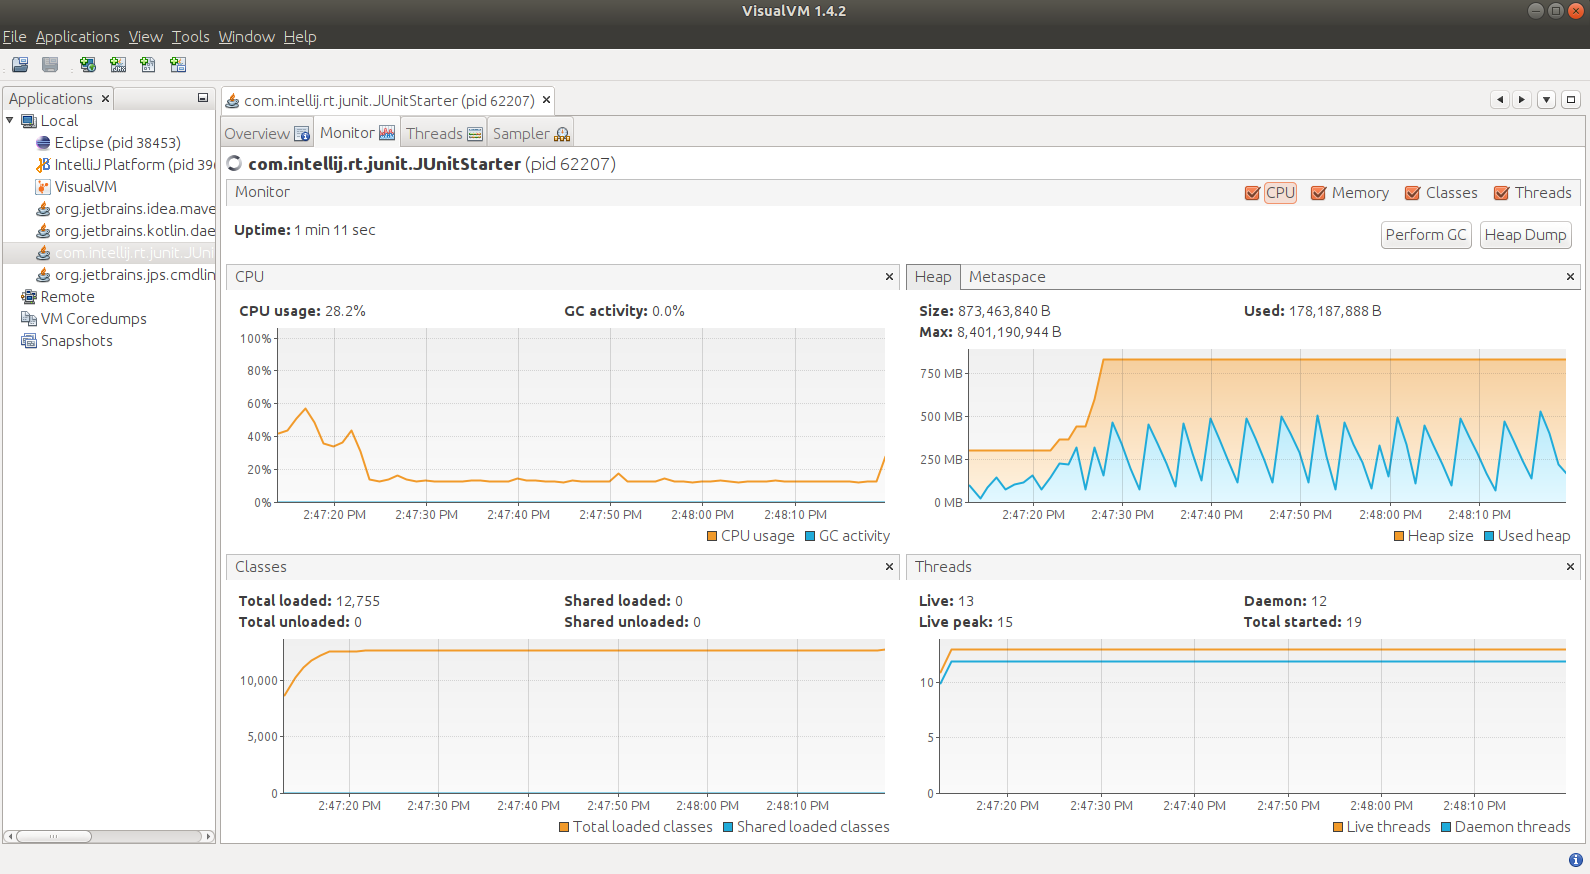 VisualVM 1.4.2
File Applications View Tools Window Help
Applications
Local
Eclipse (pid 38453)
IntelliJ Platform (pid 396
VisualVM
org.jetbrains.idea.mave
org.jetbrains.kotlin.dae
com.intellij.rt.junit.JUni
org.jetbrains.jps.cmdlin
Remote
VM Coredumps
Snapshots
com.intellij.rt.junit.JUnitStarter (pid 62207)
Overview Monitor Threads Sampler
com.intellij.rt.junit.JUnitStarter (pid 62207)
Monitor CPU Memory Classes Threads
Uptime: 1 min 11 sec
Perform GC Heap Dump
CPU
CPU usage: 28.2% GC activity: 0.0%
100%
80%
60%
40%
20%
0%
2:47:20 PM 2:47:30 PM 2:47:40 PM 2:47:50 PM 2:48:00 PM 2:48:10 PM
CPU usage GC activity
Heap Metaspace
Size: 873,463,840 B Used: 178,187,888 B
Max: 8,401,190,944 B
750 MB
500 MB
250 MB
0 MB
2:47:20 PM 2:47:30 PM 2:47:40 PM 2:47:50 PM 2:48:00 PM 2:48:10 PM
Heap size Used heap
Classes
Total loaded: 12,755 Shared loaded: 0
Total unloaded: 0 Shared unloaded: 0
10,000
5,000
0
2:47:20 PM 2:47:30 PM 2:47:40 PM 2:47:50 PM 2:48:00 PM 2:48:10 PM
Total loaded classes Shared loaded classes
Threads
Live: 13 Daemon: 12
Live peak: 15 Total started: 19
10
5
0
2:47:20 PM 2:47:30 PM 2:47:40 PM 2:47:50 PM 2:48:00 PM 2:48:10 PM
Live threads Daemon threads